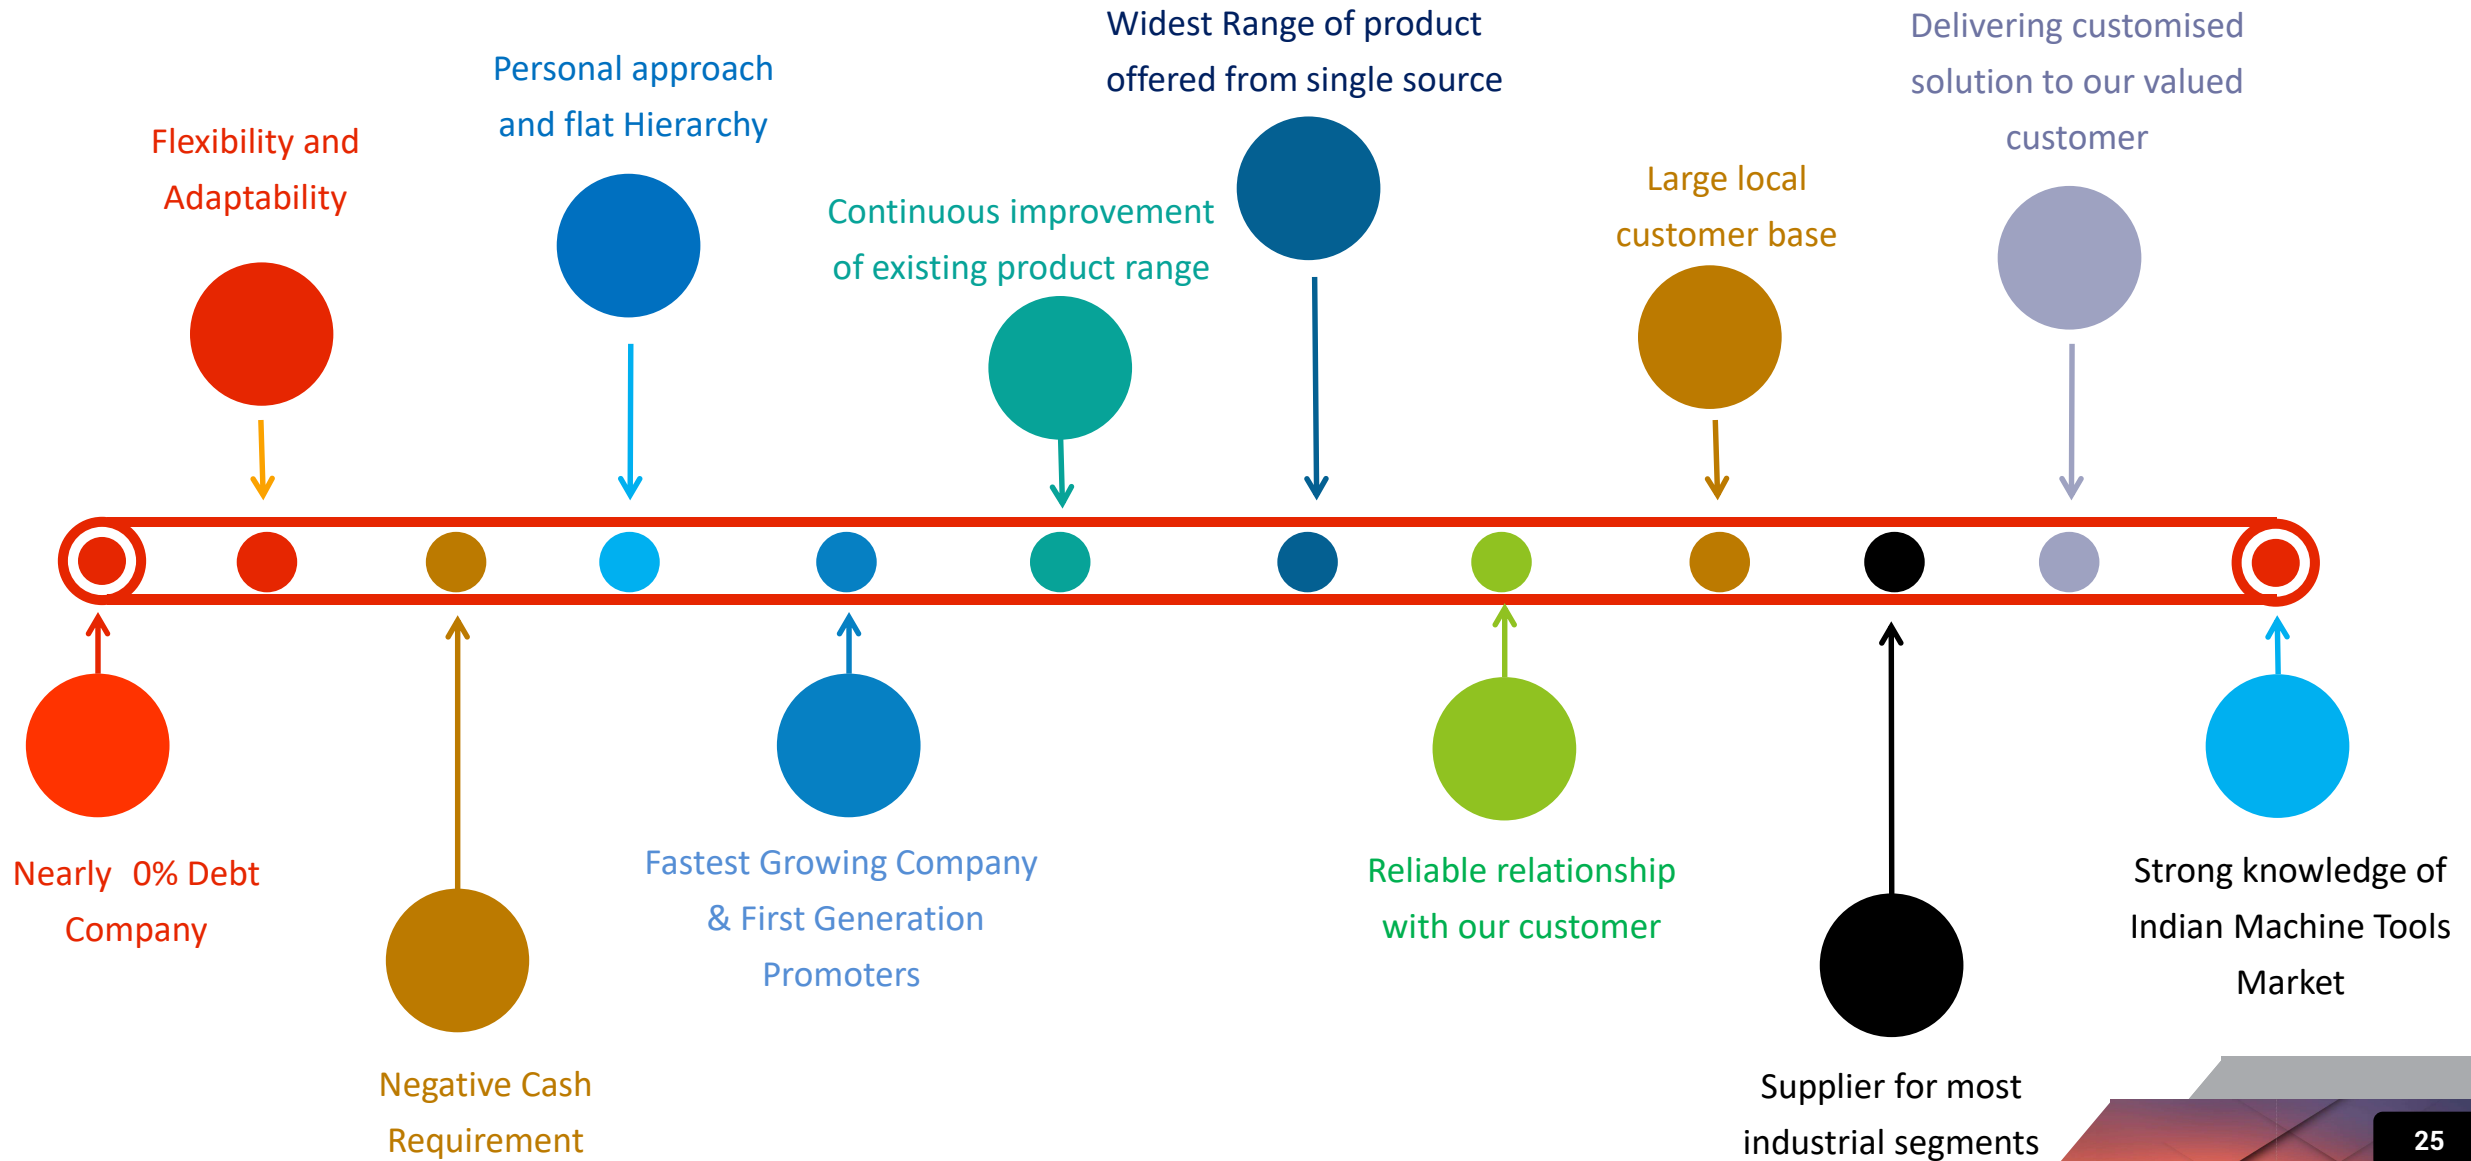 Widest Range of product
offered from single source
Delivering customised
solution to our valued
customer
Personal approach
and flat Hierarchy
Flexibility and
Adaptability
Continuous improvement
of existing product range
Large local
customer base
Nearly 0% Debt
Company
Fastest Growing Company
& First Generation
Promoters
Reliable relationship
with our customer
Strong knowledge of
Indian Machine Tools
Market
Negative Cash
Requirement
Supplier for most
industrial segments
25